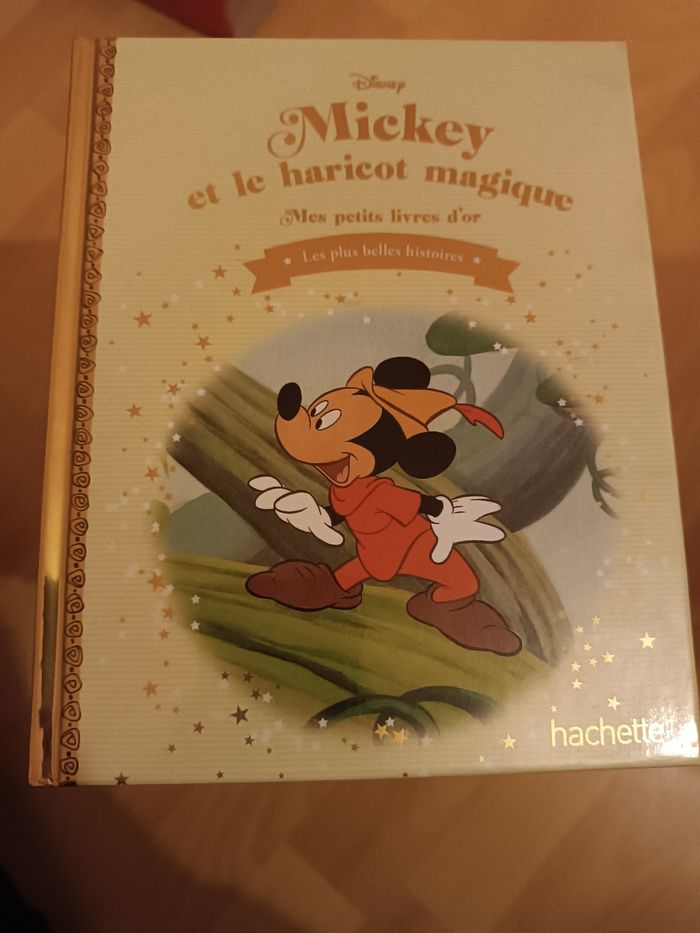 Disney
Mickey
et le haricot magique
Mes petits livres d'or
Les plus belles histoires
hachette